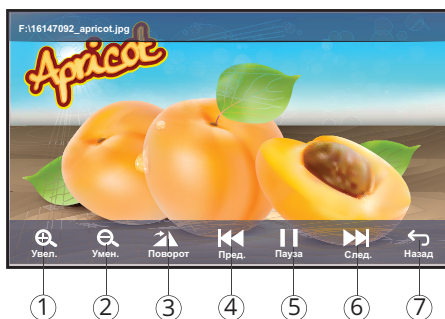 F:\16147092_apricot.jpg
Apricot
Увел. Умен. Поворот Пред. Пауза След. Назад
1 2 3 4 5 6 7